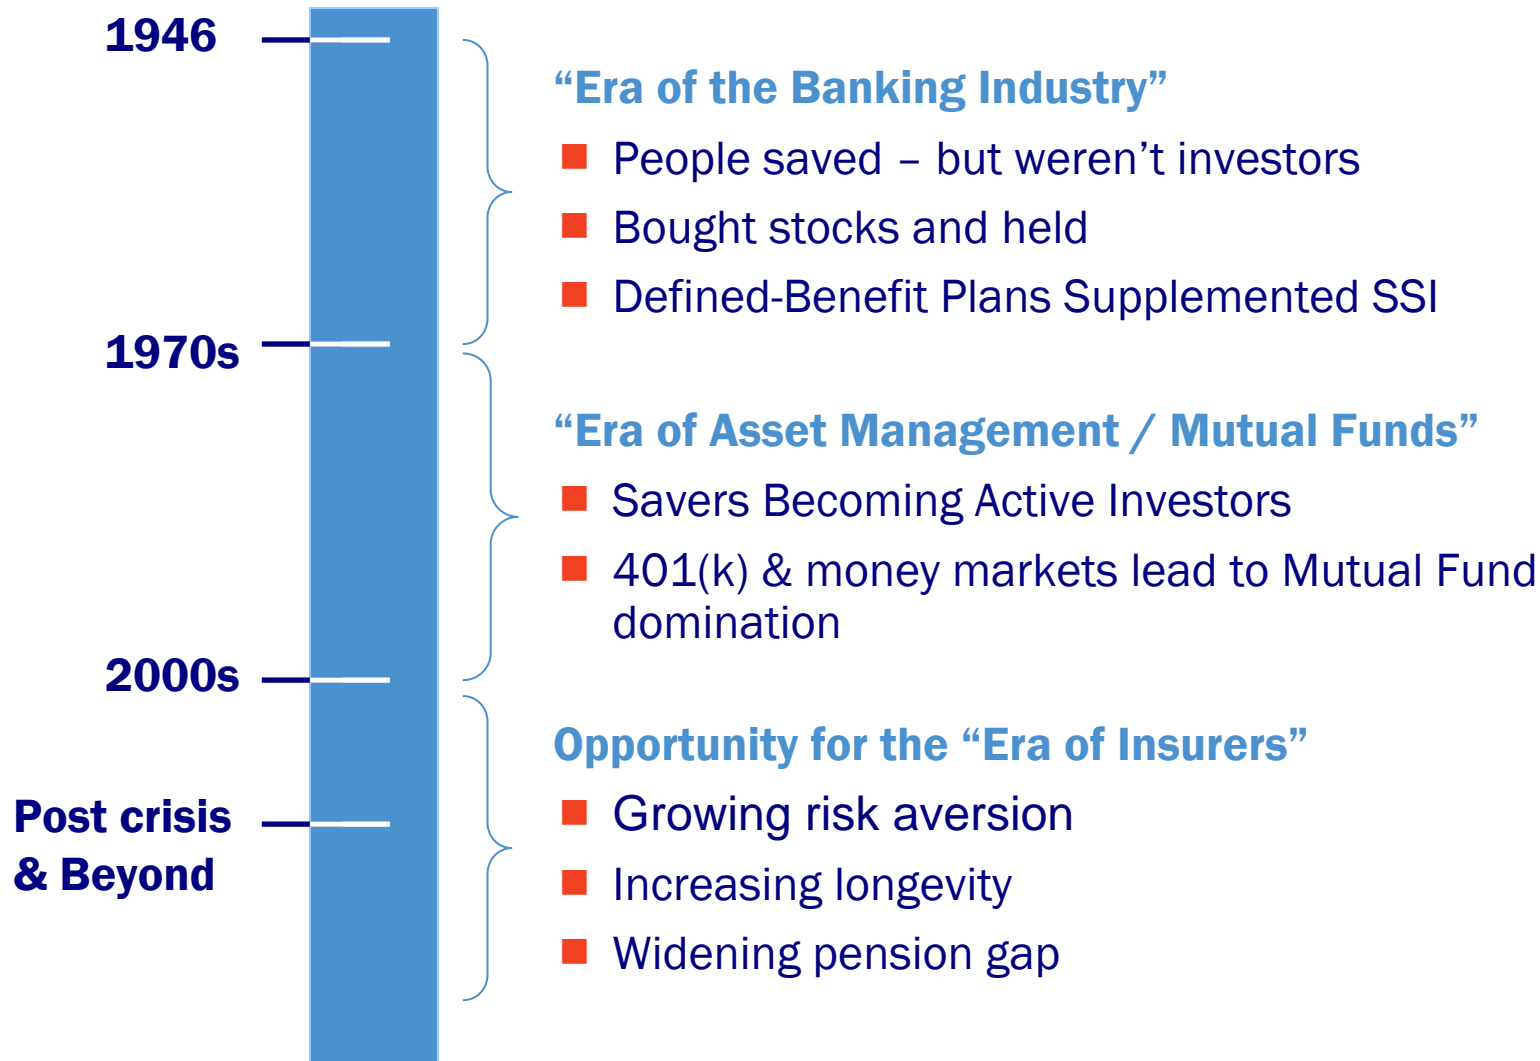 1946
“Era of the Banking Industry”
People saved – but weren’t investors
Bought stocks and held
Defined-Benefit Plans Supplemented SSI
1970s
“Era of Asset Management / Mutual Funds”
Savers Becoming Active Investors
401(k) & money markets lead to Mutual Fund
domination
2000s
Opportunity for the “Era of Insurers”
Post crisis
& Beyond
Growing risk aversion
Increasing longevity
Widening pension gap